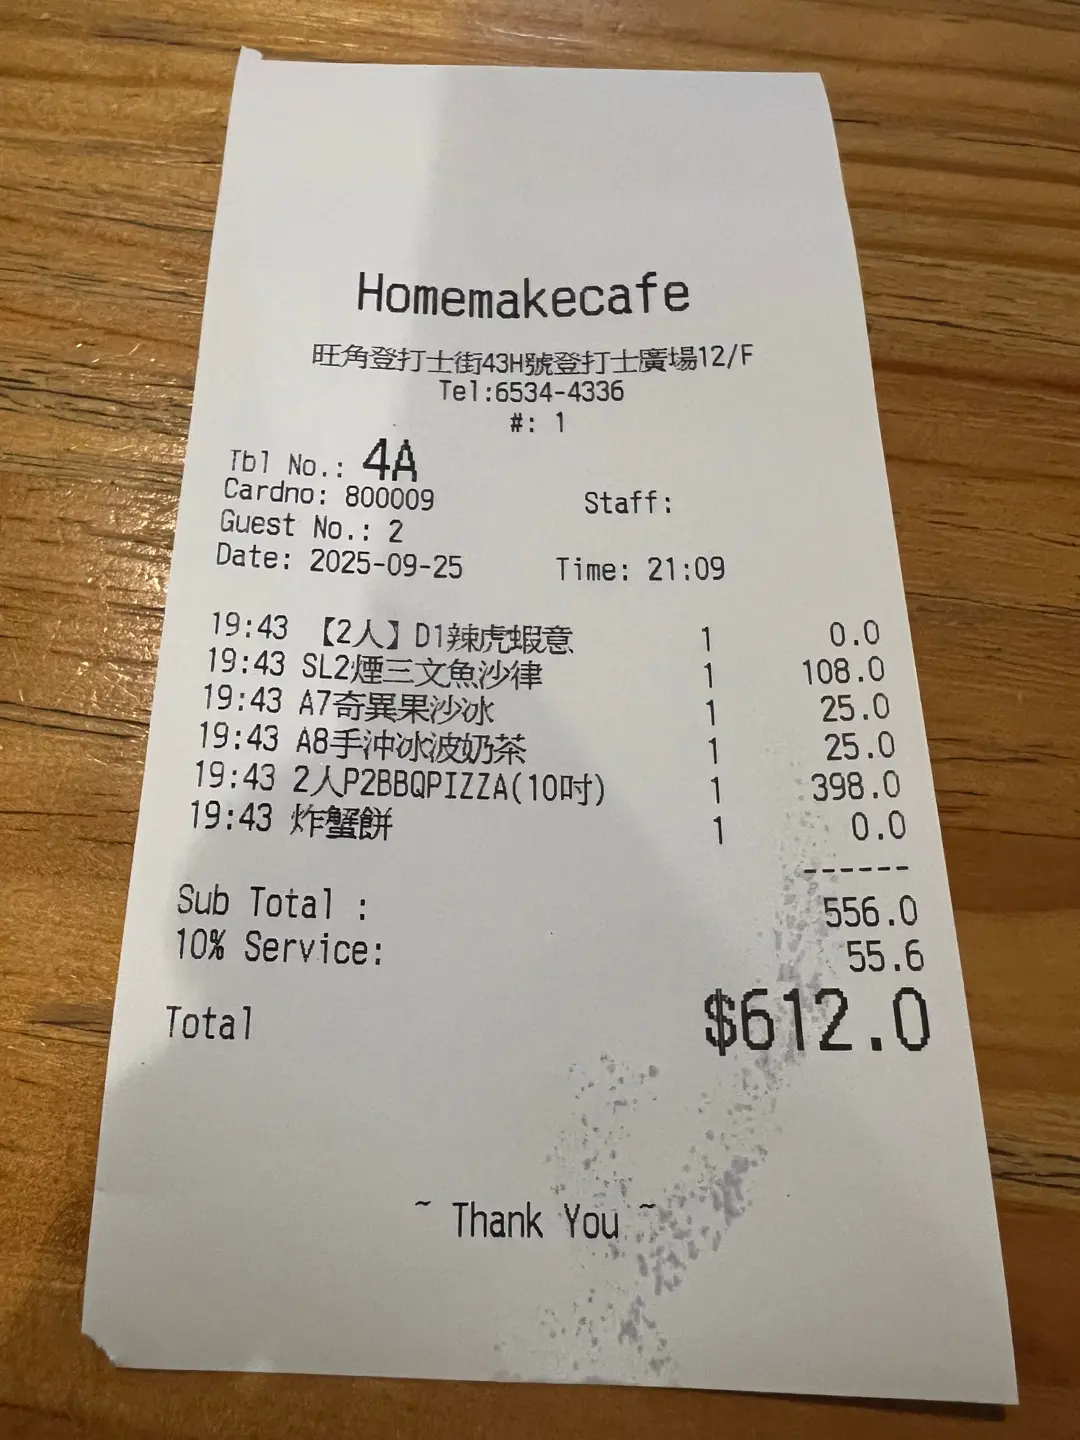 Homemakecafe
旺角登打士街43H號登打士廣場12/F
Tel:6534-4336
#: 1
Tbl No.: 4A
Cardno: 800009 Staff:
Guest No.: 2
Date: 2025-09-25 Time: 21:09
19:43 【2人】D1辣虎蝦意 1 0.0
19:43 SL2煙三文魚沙律 1 108.0
19:43 A7奇異果沙冰 1 25.0
19:43 A8手沖冰波奶茶 1 25.0
19:43 2人P2BBQPIZZA(10吋) 1 398.0
19:43 炸蟹餅 1 0.0
------
Sub Total : 556.0
10% Service: 55.6
Total $612.0
~ Thank You ~